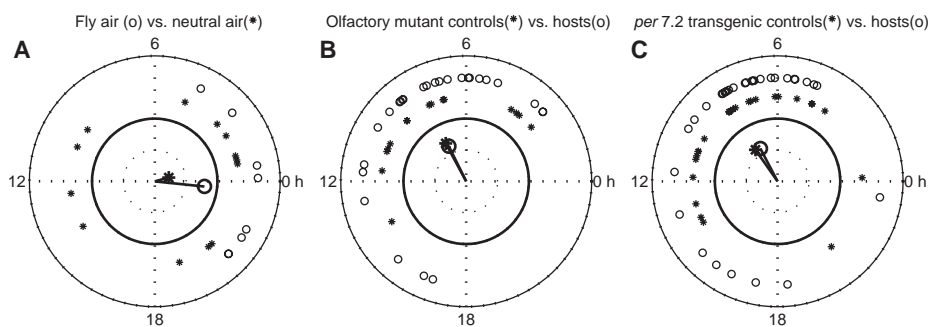 Fly air (o) vs. neutral air(*)
Olfactory mutant controls(*) vs. hosts(o)
per 7.2 transgenic controls(*) vs. hosts(o)
A
6
B
6
C
6
12
0 h
12
0 h
12
0 h
18
18
18